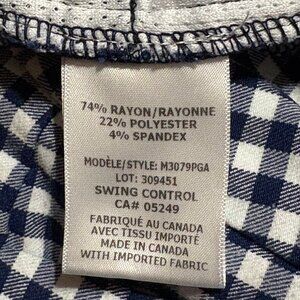 74% RAYON/RAYONNE
22% POLYESTER
4% SPANDEX
MODÈLE/STYLE: M3079PGA
LOT: 309451
SWING CONTROL
CA# 05249
FABRIQUÉ AU CANADA
AVEC TISSU IMPORTÉ
MADE IN CANADA
WITH IMPORTED FABRIC